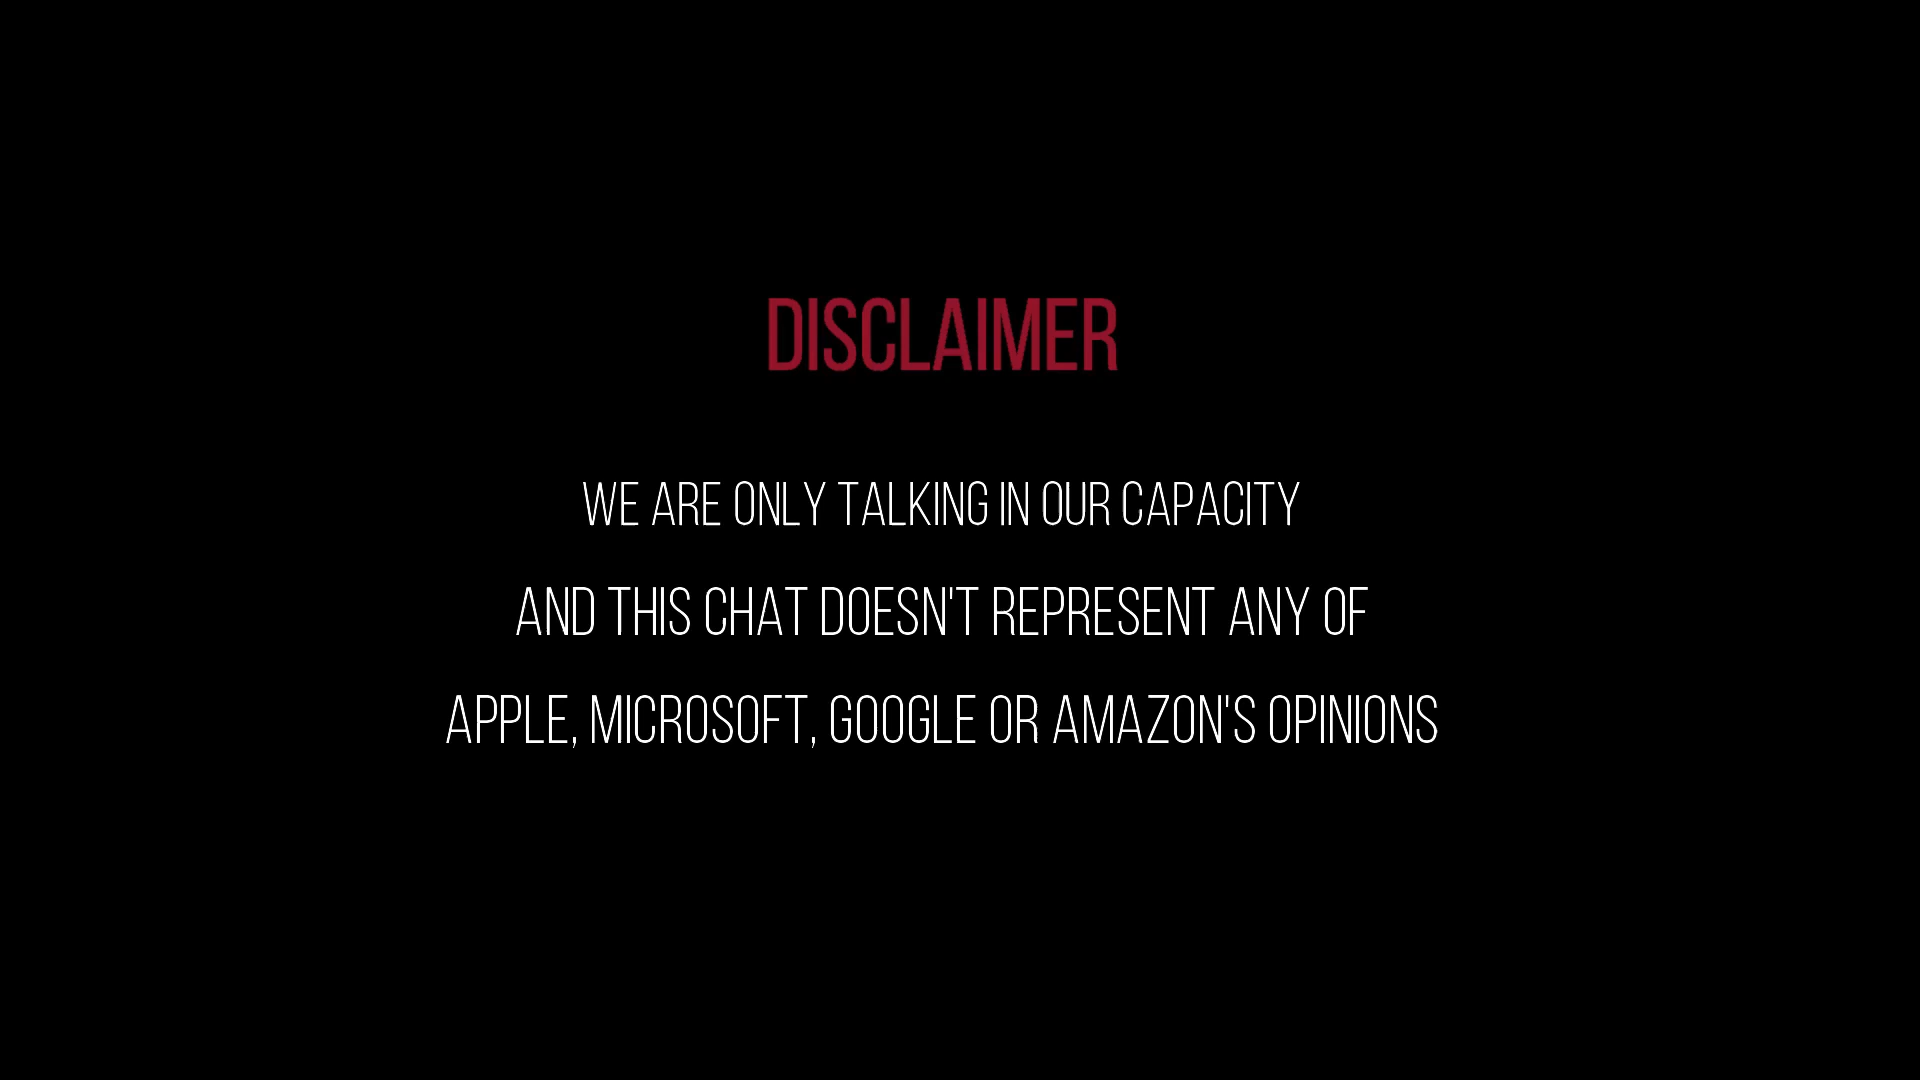 DISCLAIMER
WE ARE ONLY TALKING IN OUR CAPACITY
AND THIS CHAT DOESN'T REPRESENT ANY OF
APPLE, MICROSOFT, GOOGLE OR AMAZON'S OPINIONS